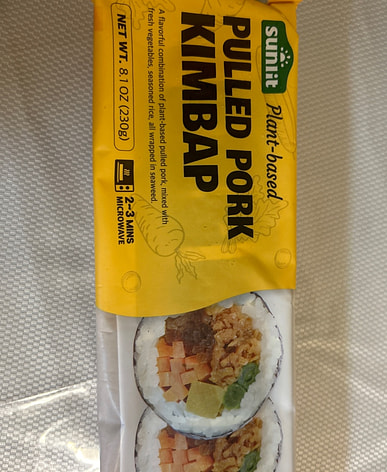 sunlit
Plant-based
PULLED PORK
KIMBAP
A flavorful combination of plant-based pulled pork, mixed with
fresh vegetables, seasoned rice, all wrapped in seaweed.
NET WT. 8.1 OZ (230g)
2-3 MINS
MICROWAVE